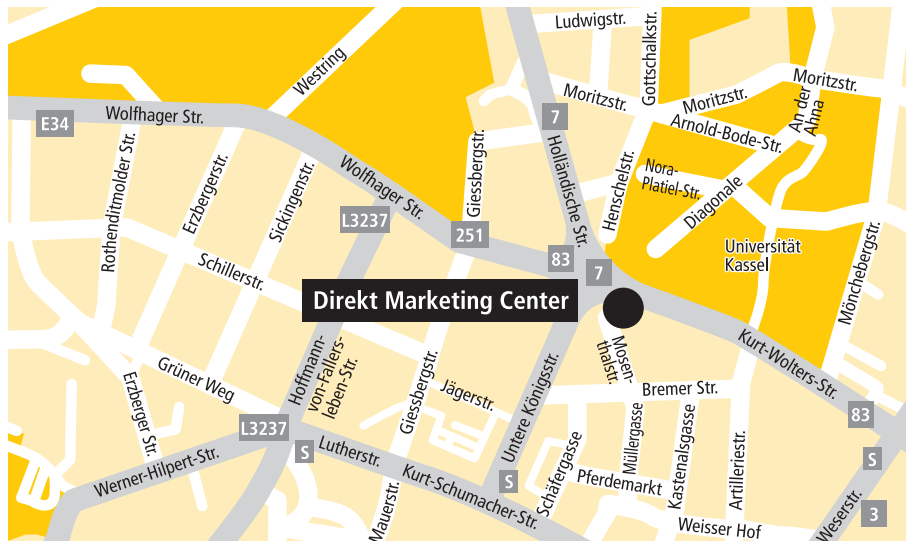 Ludwigstr.
Gottschalkstr.
Westring
Moritzstr.
Moritzstr.
Moritzstr.
An der
Ahna
E34
Wolfhager Str.
7
Arnold-Bode-Str.
Holländische Str.
Giessbergstr.
Henschelstr.
Nora-
Platiel-Str.
Diagonale
Rothenditmolder Str.
Erzbergerstr.
Sickingenstr.
Wolfhager Str.
L3237
251
83
7
Universität
Kassel
Mönchebergstr.
Schillerstr.
Direkt Marketing Center
Hoffmann-
von-Fallers-
leben-Str.
Giessbergstr.
Jägerstr.
Untere Königsstr.
Mosen-
thalstr.
Kurt-Wolters-Str.
Bremer Str.
Grüner Weg
Erzberger Str.
L3237
83
S
Lutherstr.
Kurt-Schumacher-Str.
S
Schäfergasse
Müllergasse
Kastenalsgasse
Artilleriestr.
S
Pferdemarkt
Werner-Hilpert-Str.
Mauerstr.
Weisser Hof
Weserstr.
3